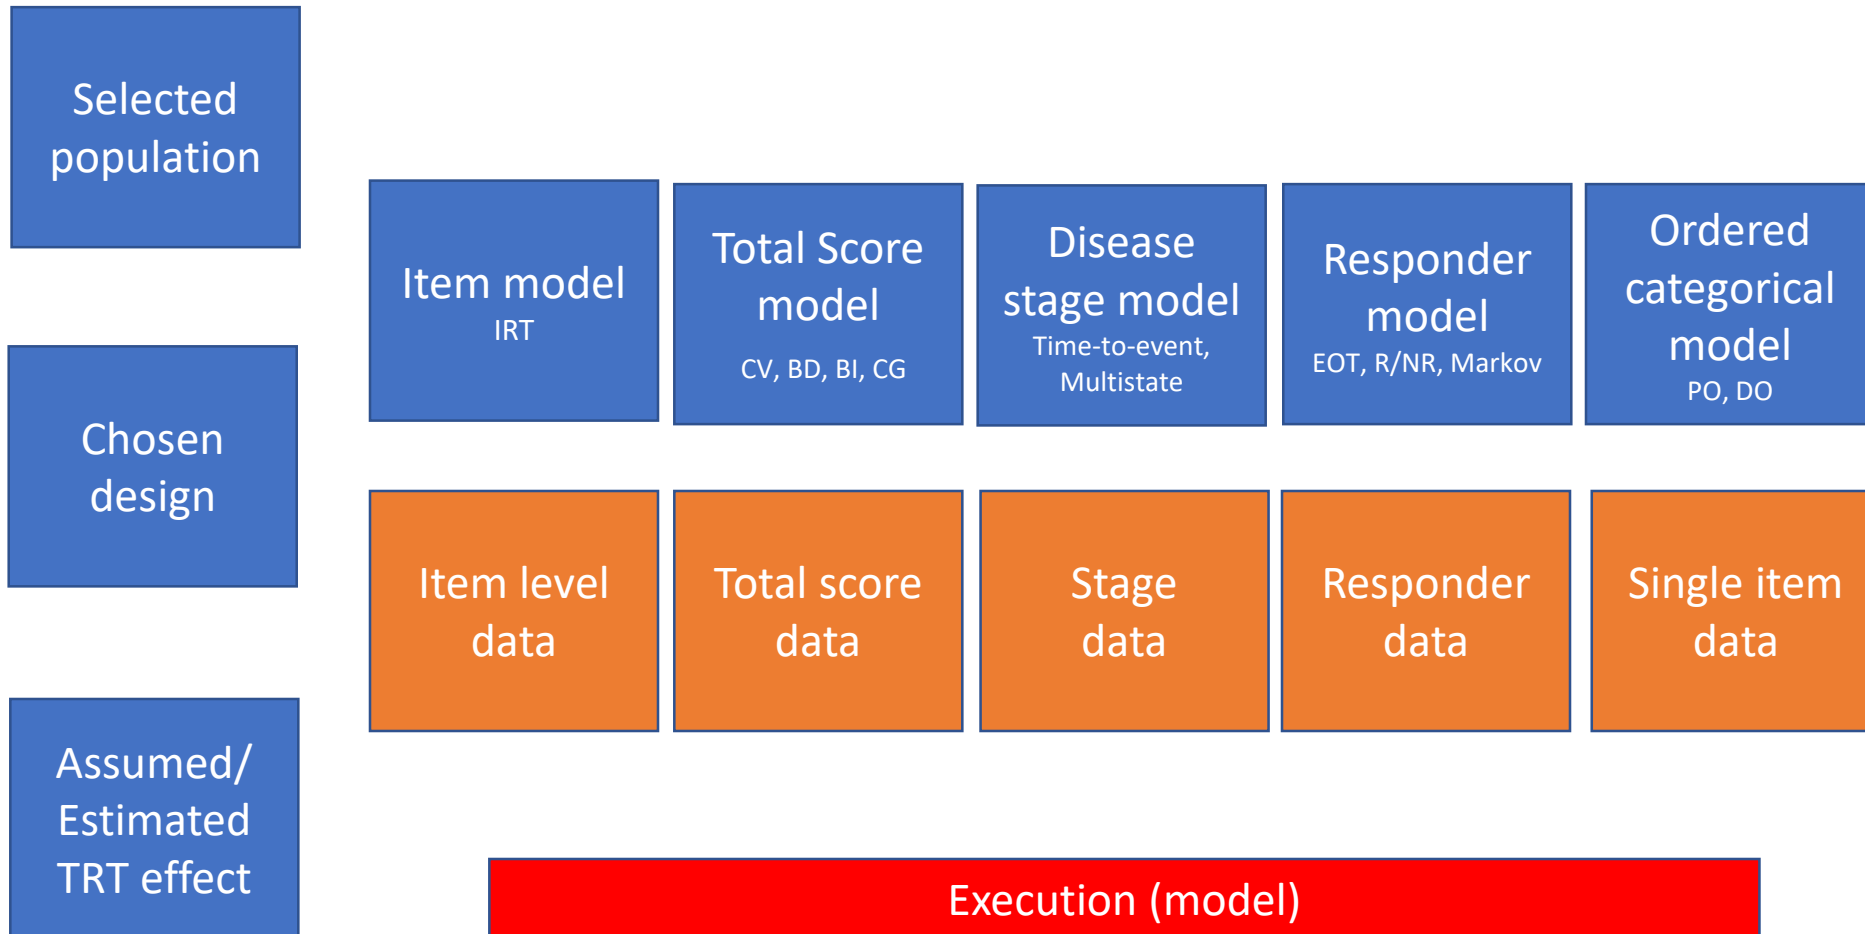 Selected
population
Chosen
design
Assumed/
Estimated
TRT effect
Item model
IRT
Total Score
model
CV, BD, BI, CG
Disease
stage model
Time-to-event,
Multistate
Responder
model
EOT, R/NR, Markov
Ordered
categorical
model
PO, DO
Item level
data
Total score
data
Stage
data
Responder
data
Single item
data
Execution (model)